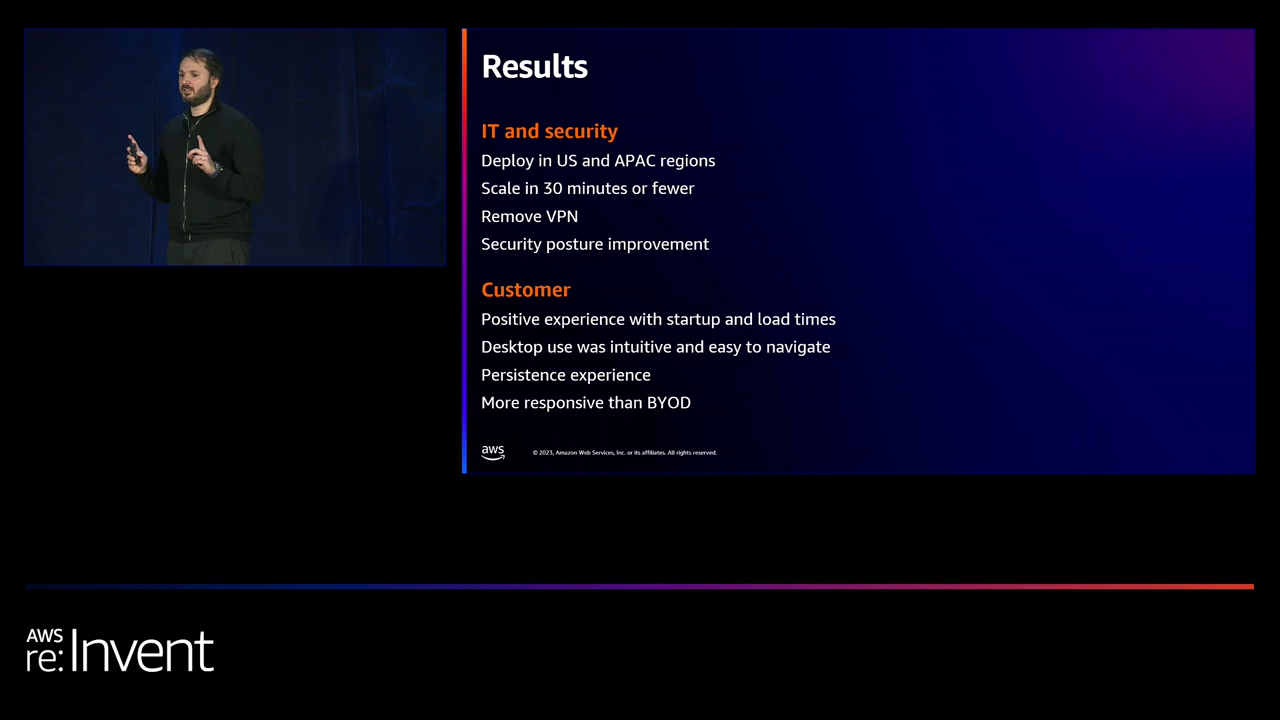 Results
IT and security
Deploy in US and APAC regions
Scale in 30 minutes or fewer
Remove VPN
Security posture improvement
Customer
Positive experience with startup and load times
Desktop use was intuitive and easy to navigate
Persistence experience
More responsive than BYOD
aws
© 2023, Amazon Web Services, Inc. or its affiliates. All rights reserved.
AWS
re:Invent